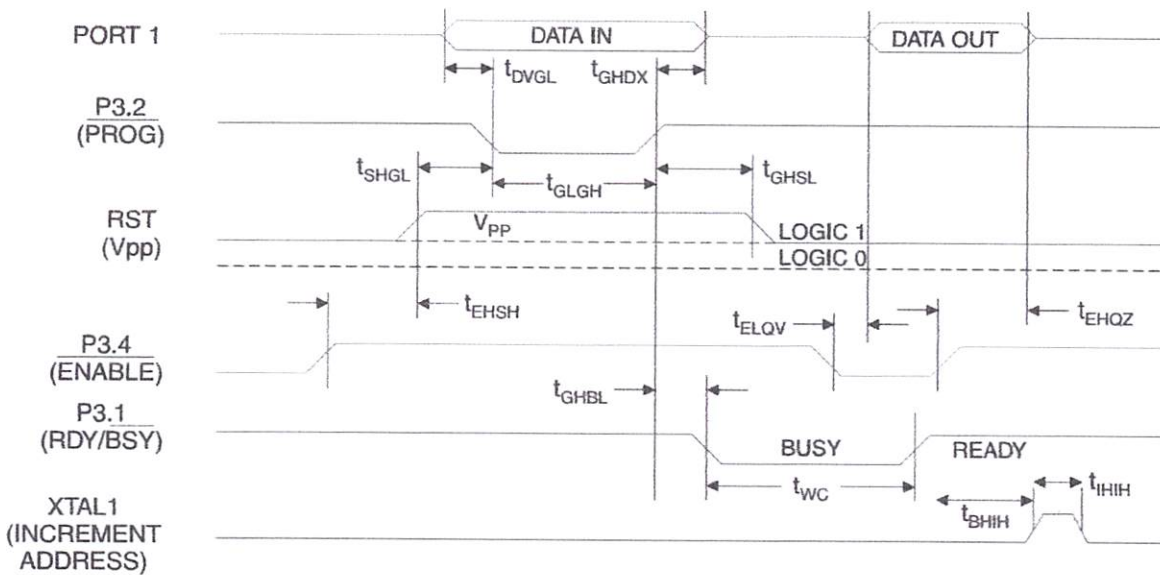 PORT 1
DATA IN
DATA OUT
tDVGL
tGHDX
P3.2
(PROG)
tSHGL
tGLGH
tGHSL
RST
(Vpp)
VPP
LOGIC 1
LOGIC 0
tEHSH
tELQV
tEHQZ
P3.4
(ENABLE)
tGHBL
P3.1
(RDY/BSY)
BUSY
READY
tWC
tBHIH
tIHIH
XTAL1
(INCREMENT
ADDRESS)